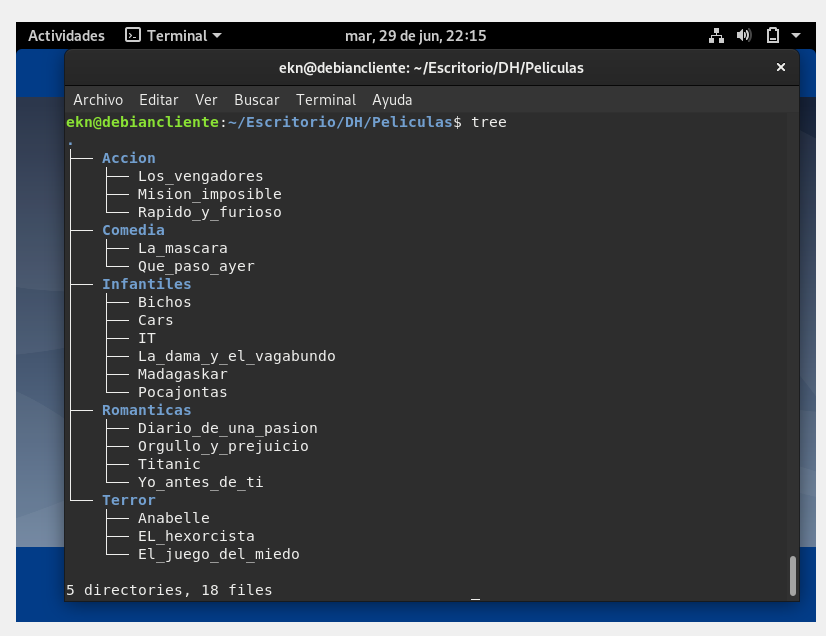 Actividades Terminal mar, 29 de jun, 22:15
ekn@debiancliente: ~/Escritorio/DH/Peliculas
Archivo Editar Ver Buscar Terminal Ayuda
ekn@debiancliente:~/Escritorio/DH/Peliculas$ tree
.
├── Accion
│   ├── Los_vengadores
│   ├── Mision_imposible
│   └── Rapido_y_furioso
├── Comedia
│   ├── La_mascara
│   └── Que_paso_ayer
├── Infantiles
│   ├── Bichos
│   ├── Cars
│   ├── IT
│   ├── La_dama_y_el_vagabundo
│   ├── Madagaskar
│   └── Pocajontas
├── Romanticas
│   ├── Diario_de_una_pasion
│   ├── Orgullo_y_prejuicio
│   ├── Titanic
│   └── Yo_antes_de_ti
└── Terror
    ├── Anabelle
    ├── EL_hexorcista
    └── El_juego_del_miedo
5 directories, 18 files